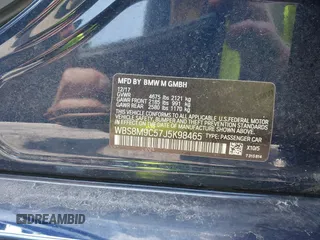 MFD BY BMW M GMBH
12/17
GVWR 4675 lbs 2121 kg
GAWR FRONT 2185 lbs 991 kg
GAWR REAR 2580 lbs 1170 kg
THIS VEHICLE CONFORMS TO ALL APPLICABLE
FEDERAL MOTOR VEHICLE SAFETY,
BUMPER AND THEFT PREVENTION STANDARDS
IN EFFECT ON THE DATE OF MANUFACTURE
SHOWN ABOVE.
WBS8M9C57J5K98465 TYPE: PASSENGER CAR
X10/5
DREAMBID